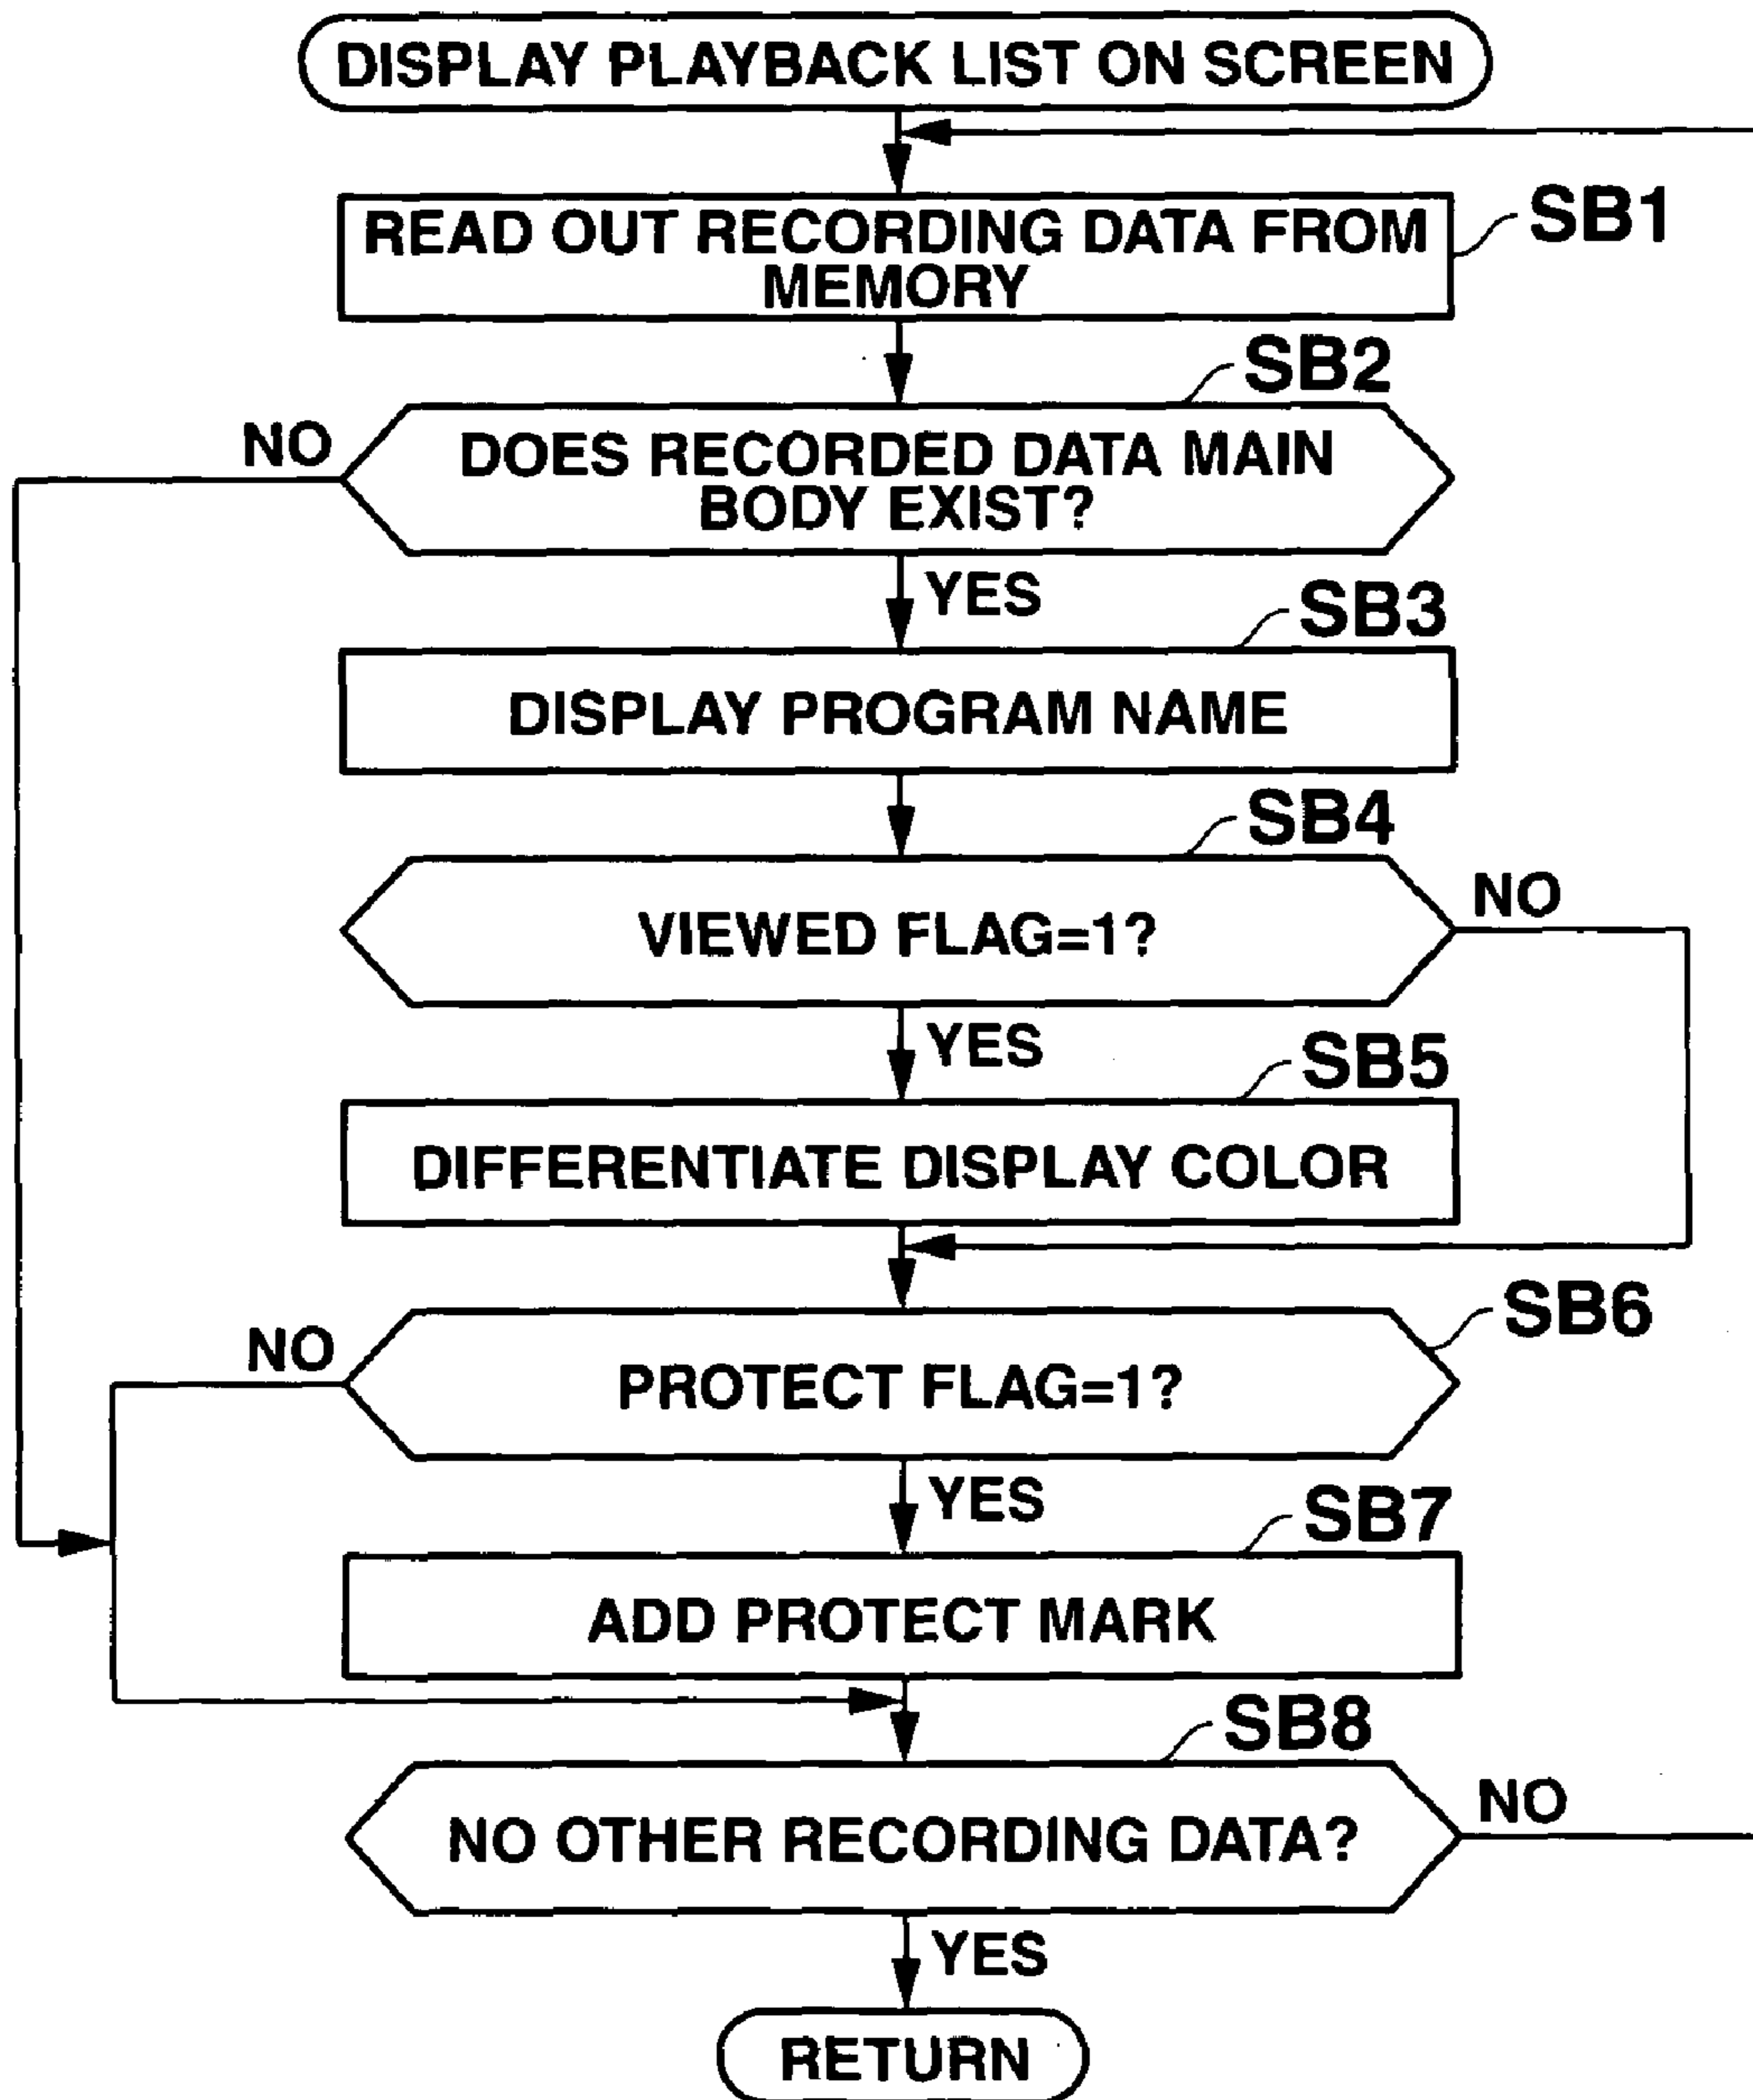 DISPLAY PLAYBACK LIST ON SCREEN
SB1
READ OUT RECORDING DATA FROM
MEMORY
SB2
NO
DOES RECORDED DATA MAIN
BODY EXIST?
YES
SB3
DISPLAY PROGRAM NAME
SB4
NO
VIEWED FLAG=1?
YES
SB5
DIFFERENTIATE DISPLAY COLOR
SB6
NO
PROTECT FLAG=1?
YES
SB7
ADD PROTECT MARK
SB8
NO
NO OTHER RECORDING DATA?
YES
RETURN